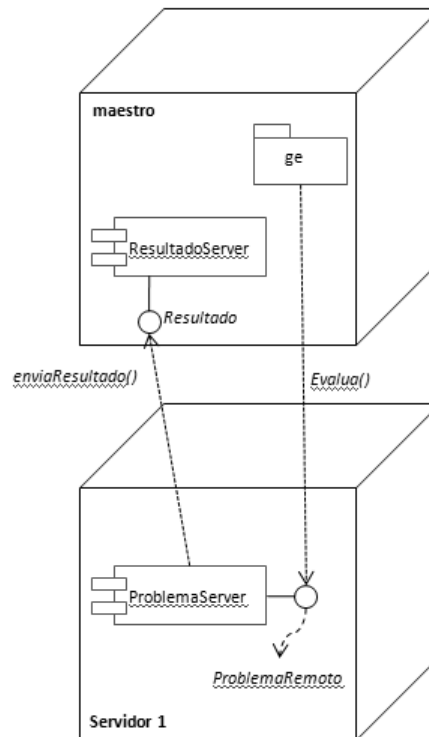 maestro
ge
ResultadoServer
Resultado
enviaResultado()
Evalua()
ProblemaServer
ProblemaRemoto
Servidor 1